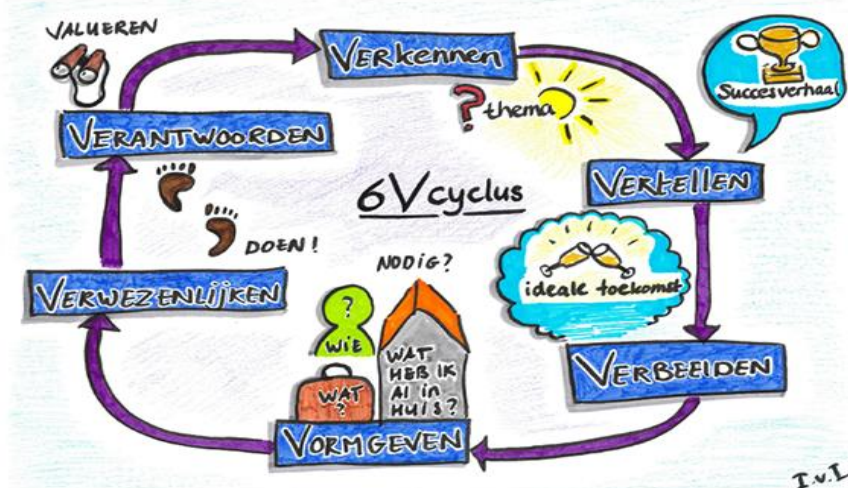 VALUEREN
VERKENNEN
? thema
Succesverhaal
VERANTWOORDEN
VERTELLEN
6V cyclus
DOEN!
NODIG?
ideale toekomst
VERWEZENLIJKEN
?
WIE
WAT
HEB IK
AL in
HUIS?
WAT
?
VERBEELDEN
VORMGEVEN
I.v.L